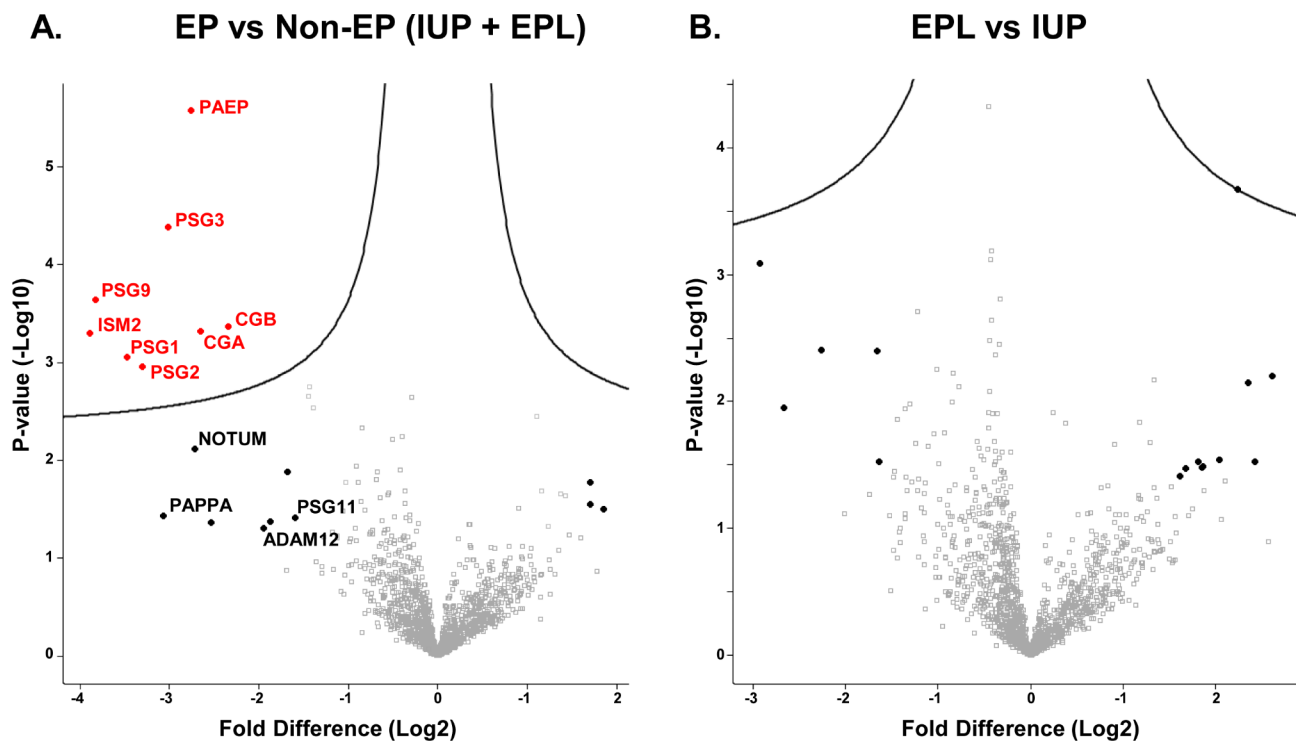 A. EP vs Non-EP (IUP + EPL)
PAEP
5
PSG3
4
PSG9
ISM2
CGB
CGA
PSG1
3
PSG2
NOTUM
2
PAPPA
PSG11
ADAM12
1
0
-4 -3 -2 -1 0 -1 2
Fold Difference (Log2)
P-value (-Log10)
B. EPL vs IUP
4
3
2
1
0
-3 -2 -1 0 -1 2
Fold Difference (Log2)
P-value (-Log10)